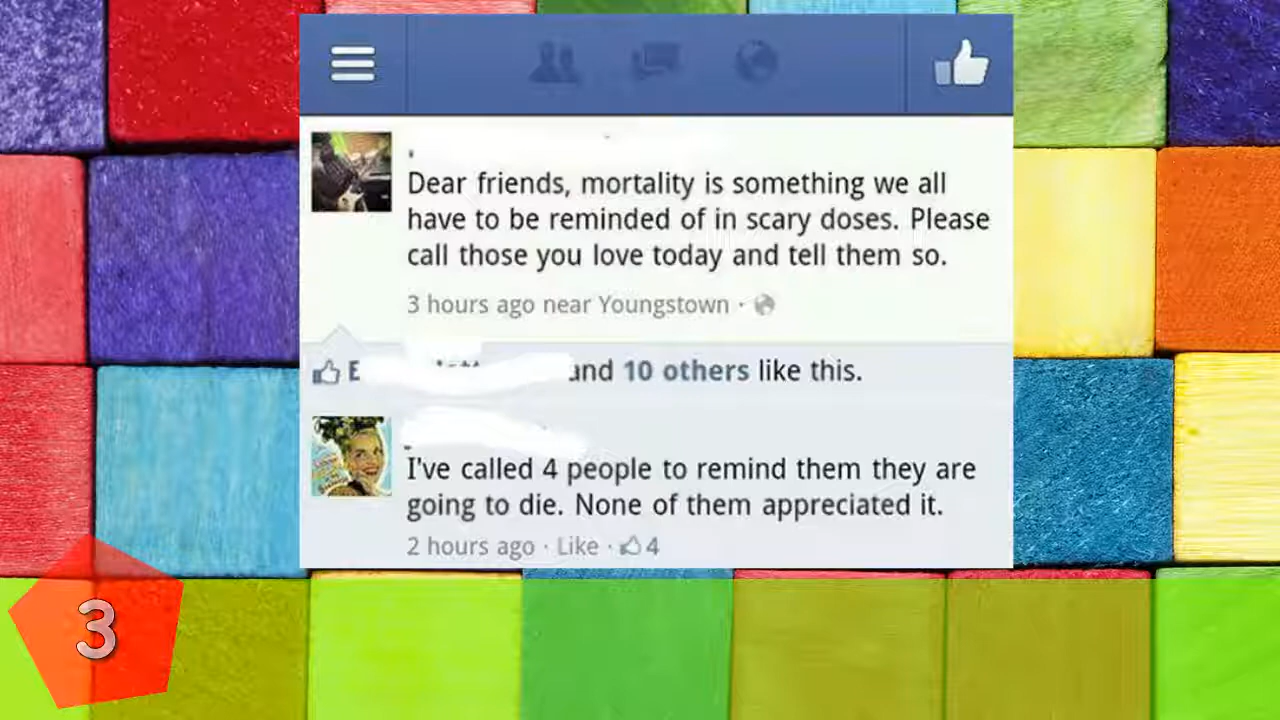 Dear friends, mortality is something we all
have to be reminded of in scary doses. Please
call those you love today and tell them so.
3 hours ago near Youngstown ·
and 10 others like this.
I've called 4 people to remind them they are
going to die. None of them appreciated it.
2 hours ago · Like · 4
3